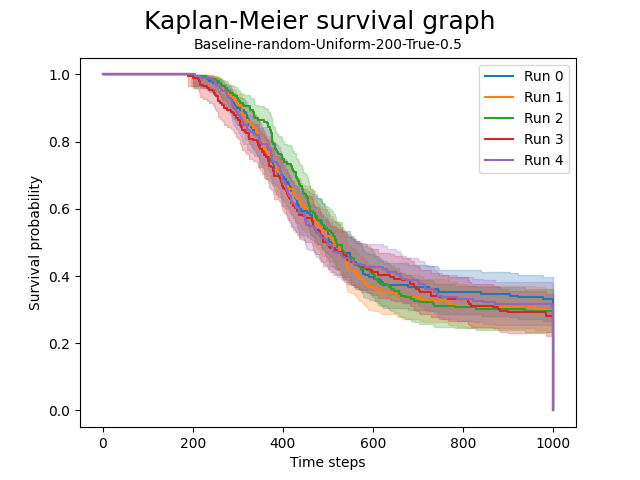 Kaplan-Meier survival graph
Baseline-random-Uniform-200-True-0.5
Run 0
Run 1
Run 2
Run 3
Run 4
Survival probability
1.0
0.8
0.6
0.4
0.2
0.0
0 200 400 600 800 1000
Time steps